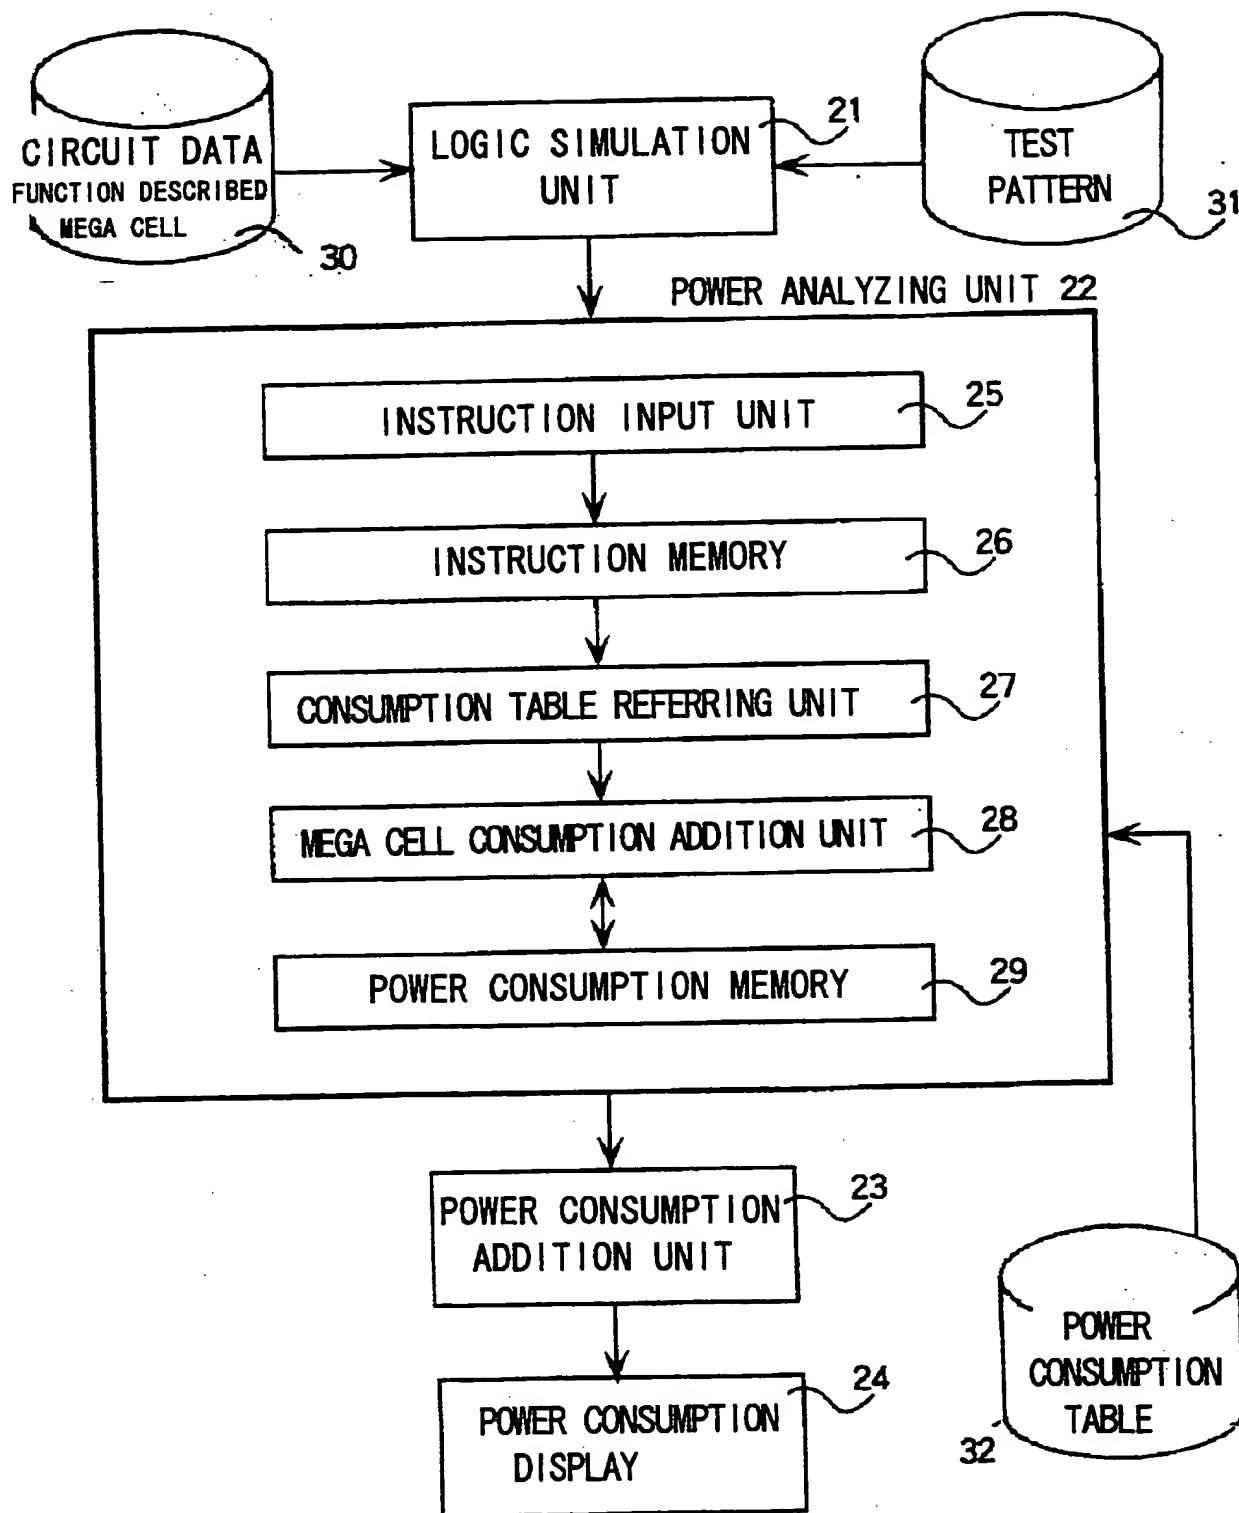 CIRCUIT DATA
FUNCTION DESCRIBED
MEGA CELL
30
LOGIC SIMULATION
UNIT
21
TEST
PATTERN
31
POWER ANALYZING UNIT 22
INSTRUCTION INPUT UNIT
25
INSTRUCTION MEMORY
26
CONSUMPTION TABLE REFERRING UNIT
27
MEGA CELL CONSUMPTION ADDITION UNIT
28
POWER CONSUMPTION MEMORY
29
POWER CONSUMPTION
ADDITION UNIT
23
POWER CONSUMPTION
DISPLAY
24
POWER
CONSUMPTION
TABLE
32